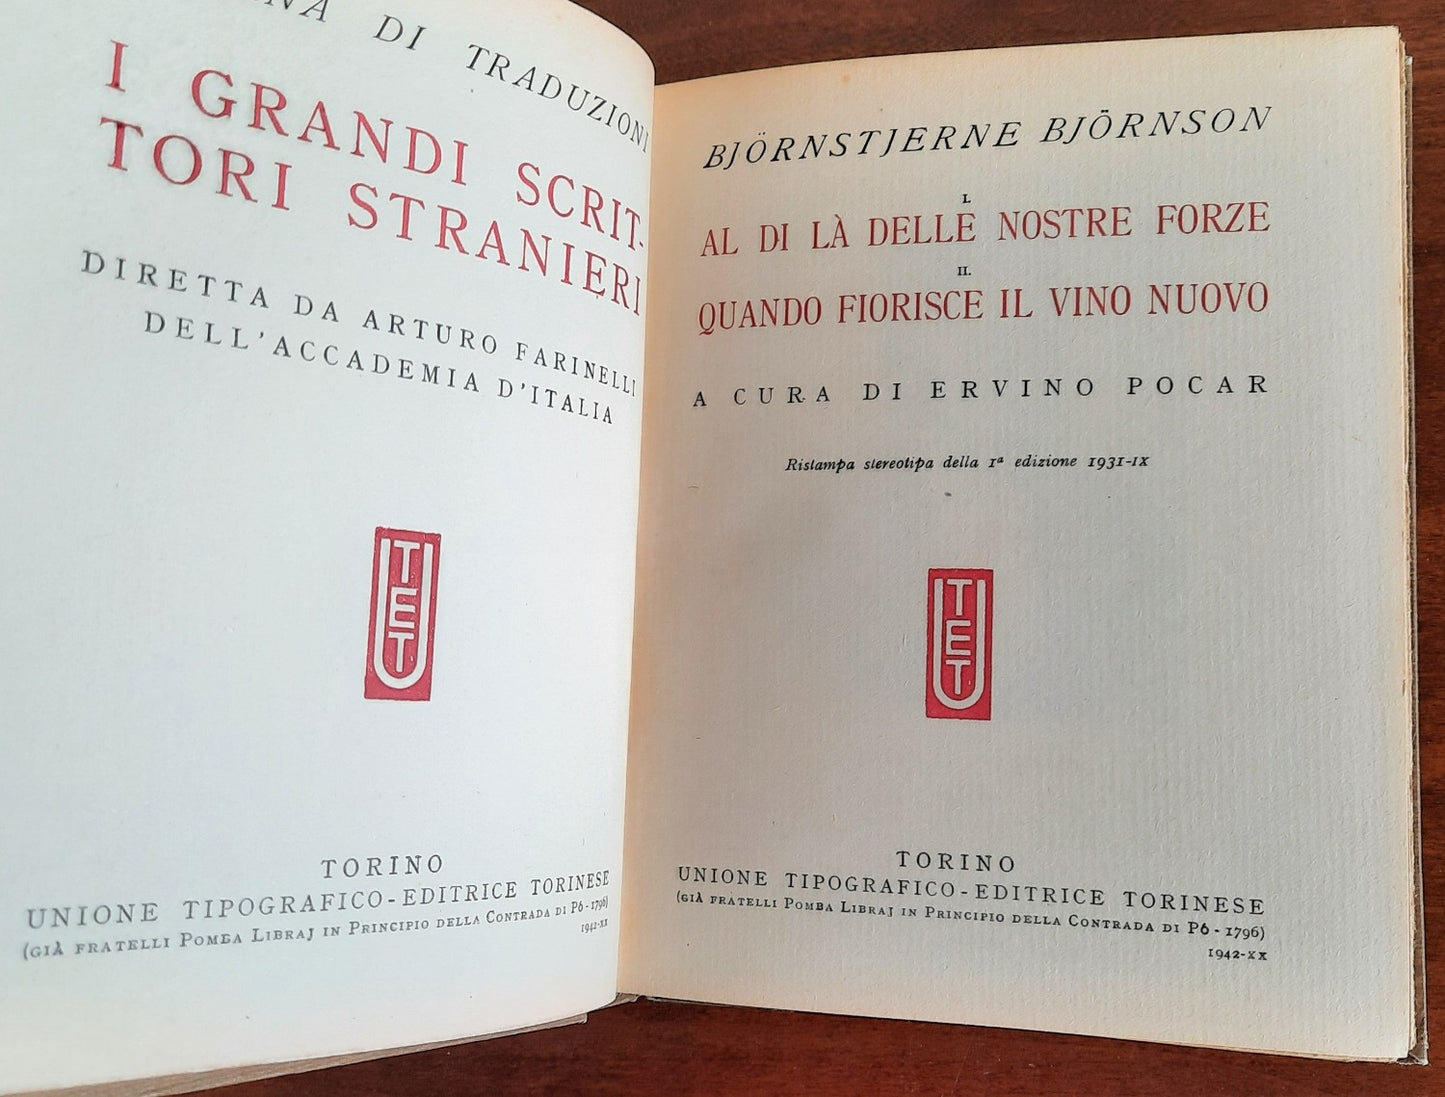 DI TRADUZIONI
I GRANDI SCRIT-
TORI STRANIERI
DIRETTA DA ARTURO FARINELLI
DELL'ACCADEMIA D'ITALIA
UTET
TORINO
UNIONE TIPOGRAFICO-EDITRICE TORINESE
(GIÀ FRATELLI POMBA LIBRAJ IN PRINCIPIO DELLA CONTRADA DI PÒ - 1796)
1942-XX
BJÖRNSTJERNE BJÖRNSON
I.
AL DI LÀ DELLE NOSTRE FORZE
II.
QUANDO FIORISCE IL VINO NUOVO
A CURA DI ERVINO POCAR
Ristampa stereotipa della 1ª edizione 1931-IX
UTET
TORINO
UNIONE TIPOGRAFICO-EDITRICE TORINESE
(GIÀ FRATELLI POMBA LIBRAJ IN PRINCIPIO DELLA CONTRADA DI PÒ - 1796)
1942-XX